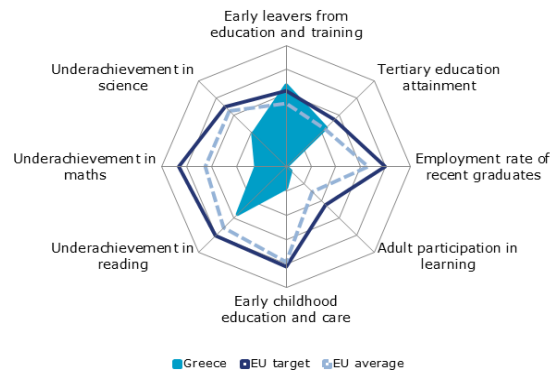 Early leavers from
education and training
Underachievement in
science
Tertiary education
attainment
Underachievement in
maths
Employment rate of
recent graduates
Underachievement
in reading
Adult participation in
learning
Early childhood
education and care
Greece
EU target
EU average